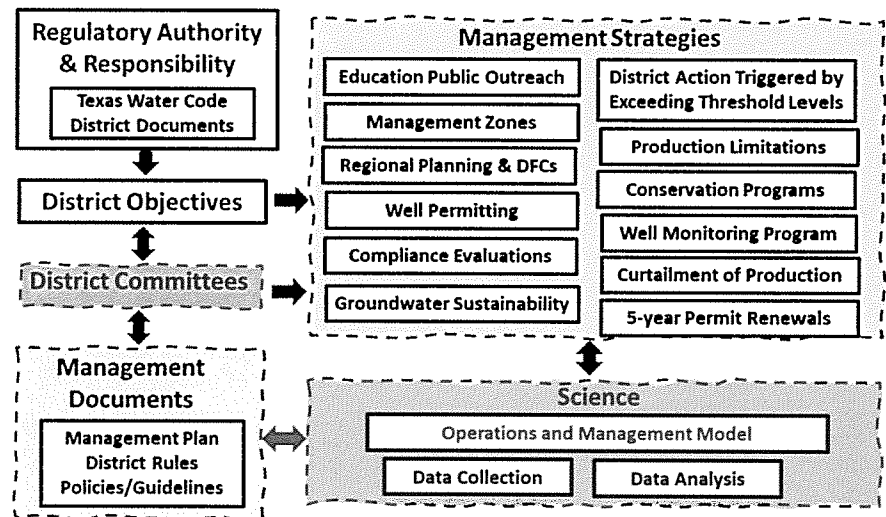 Regulatory Authority
& Responsibility
Texas Water Code
District Documents
District Objectives
District Committees
Management
Documents
Management Plan
District Rules
Policies/Guidelines
Management Strategies
Education Public Outreach
Management Zones
Regional Planning & DFCs
Well Permitting
Compliance Evaluations
Groundwater Sustainability
District Action Triggered by
Exceeding Threshold Levels
Production Limitations
Conservation Programs
Well Monitoring Program
Curtailment of Production
5-year Permit Renewals
Science
Operations and Management Model
Data Collection
Data Analysis